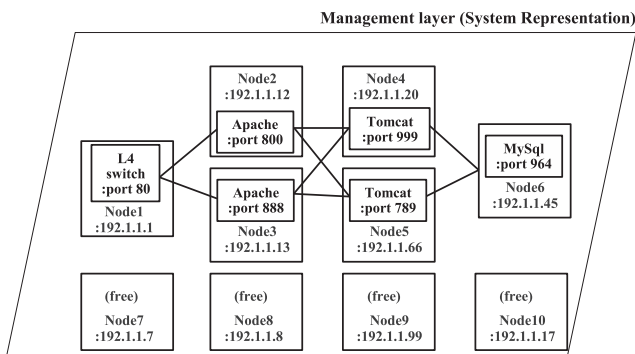 Management layer (System Representation)
Node2
:192.1.1.12
Apache
:port 800
Node4
:192.1.1.20
Tomcat
:port 999
L4
switch
:port 80
Node1
:192.1.1.1
Apache
:port 888
Node3
:192.1.1.13
Tomcat
:port 789
Node5
:192.1.1.66
MySql
:port 964
Node6
:192.1.1.45
(free)
Node7
:192.1.1.7
(free)
Node8
:192.1.1.8
(free)
Node9
:192.1.1.99
(free)
Node10
:192.1.1.17